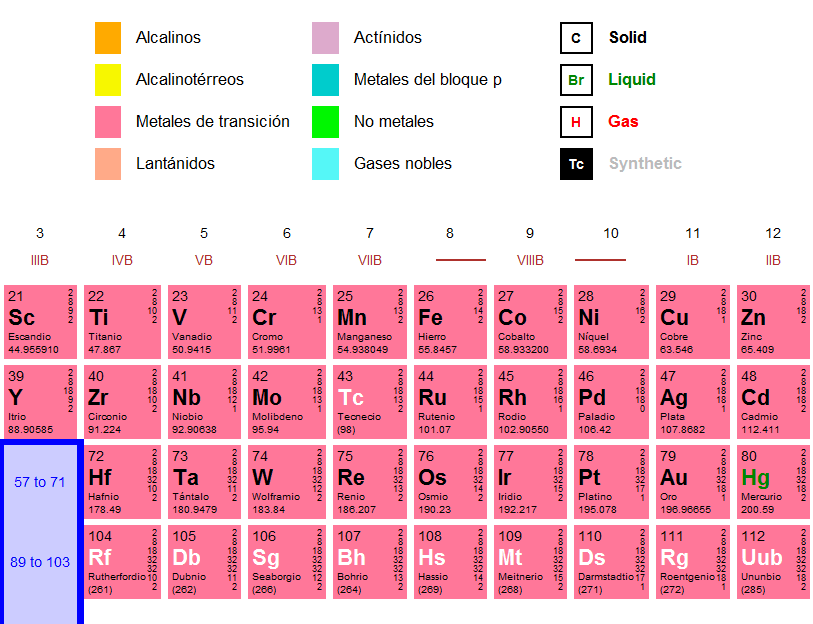 Alcalinos Actínidos C Solid
Alcalinotérreos Metales del bloque p Br Liquid
Metales de transición No metales H Gas
Lantánidos Gases nobles Tc Synthetic
3 4 5 6 7 8 9 10 11 12
IIIB IVB VB VIB VIIB VIIIB IB IIB
21 2 8 9 2
Sc
Escandio
44.955910
22 2 8 10 2
Ti
Titanio
47.867
23 2 8 11 2
V
Vanadio
50.9415
24 2 8 13 1
Cr
Cromo
51.9961
25 2 8 13 2
Mn
Manganeso
54.938049
26 2 8 14 2
Fe
Hierro
55.8457
27 2 8 15 2
Co
Cobalto
58.933200
28 2 8 16 2
Ni
Níquel
58.6934
29 2 8 18 1
Cu
Cobre
63.546
30 2 8 18 2
Zn
Zinc
65.409
39 2 8 18 9 2
Y
Itrio
88.90585
40 2 8 18 10 2
Zr
Circonio
91.224
41 2 8 18 12 1
Nb
Niobio
92.90638
42 2 8 18 13 1
Mo
Molibdeno
95.94
43 2 8 18 13 2
Tc
Tecnecio
(98)
44 2 8 18 15 1
Ru
Rutenio
101.07
45 2 8 18 16 1
Rh
Rodio
102.90550
46 2 8 18 18 0
Pd
Paladio
106.42
47 2 8 18 18 1
Ag
Plata
107.8682
48 2 8 18 18 2
Cd
Cadmio
112.411
57 to 71
72 2 8 18 32 10 2
Hf
Hafnio
178.49
73 2 8 18 32 11 2
Ta
Tántalo
180.9479
74 2 8 18 32 12 2
W
Wolframio
183.84
75 2 8 18 32 13 2
Re
Renio
186.207
76 2 8 18 32 14 2
Os
Osmio
190.23
77 2 8 18 32 15 2
Ir
Iridio
192.217
78 2 8 18 32 17 1
Pt
Platino
195.078
79 2 8 18 32 18 1
Au
Oro
196.96655
80 2 8 18 32 18 2
Hg
Mercurio
200.59
89 to 103
104 2 8 18 32 32 10 2
Rf
Rutherfordio
(261)
105 2 8 18 32 32 11 2
Db
Dubnio
(262)
106 2 8 18 32 32 12 2
Sg
Seaborgio
(266)
107 2 8 18 32 32 13 2
Bh
Bohrio
(264)
108 2 8 18 32 32 14 2
Hs
Hassio
(269)
109 2 8 18 32 32 15 2
Mt
Meitnerio
(268)
110 2 8 18 32 32 17 1
Ds
Darmstadtio
(271)
111 2 8 18 32 32 18 1
Rg
Roentgenio
(272)
112 2 8 18 32 32 18 2
Uub
Ununbio
(285)